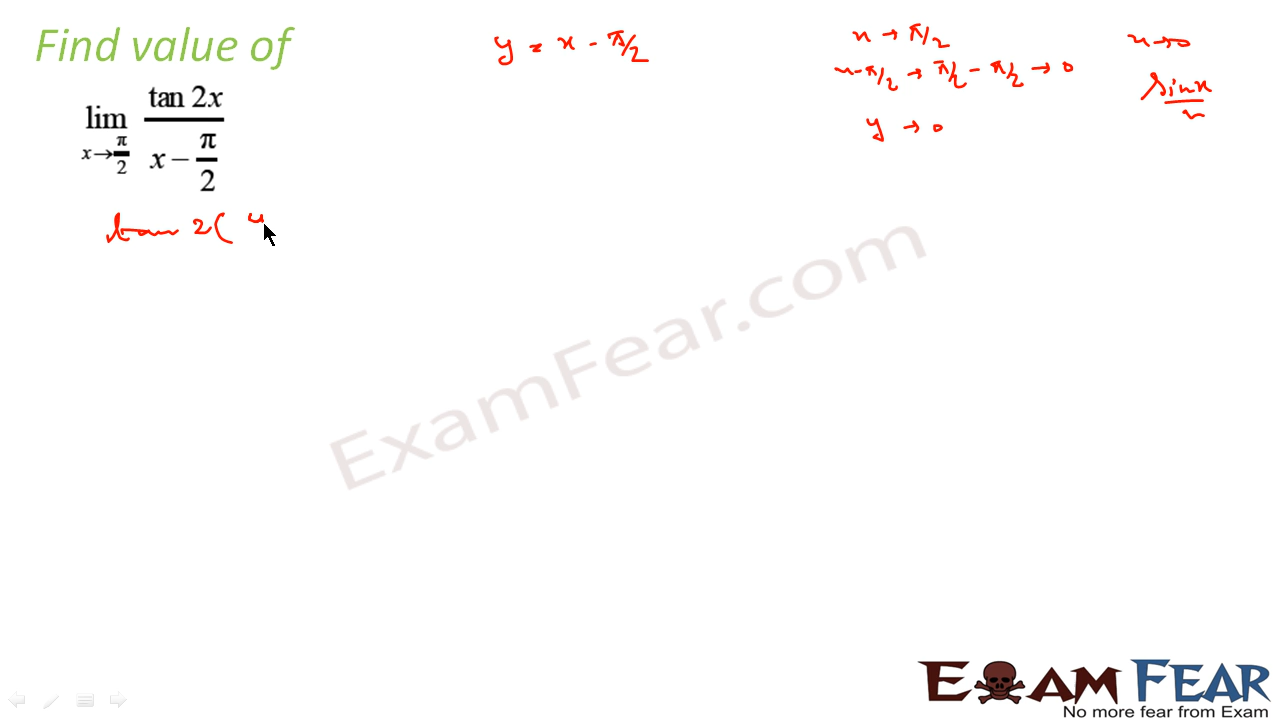 Find value of
lim x→π/2 tan 2x / x − π/2
y = x - π/2
x → π/2
x-π/2 → π/2 - π/2 → 0
y → 0
x→0
sinx/x
tan 2( y
ExamFear.com
EXAM FEAR
No more fear from Exam